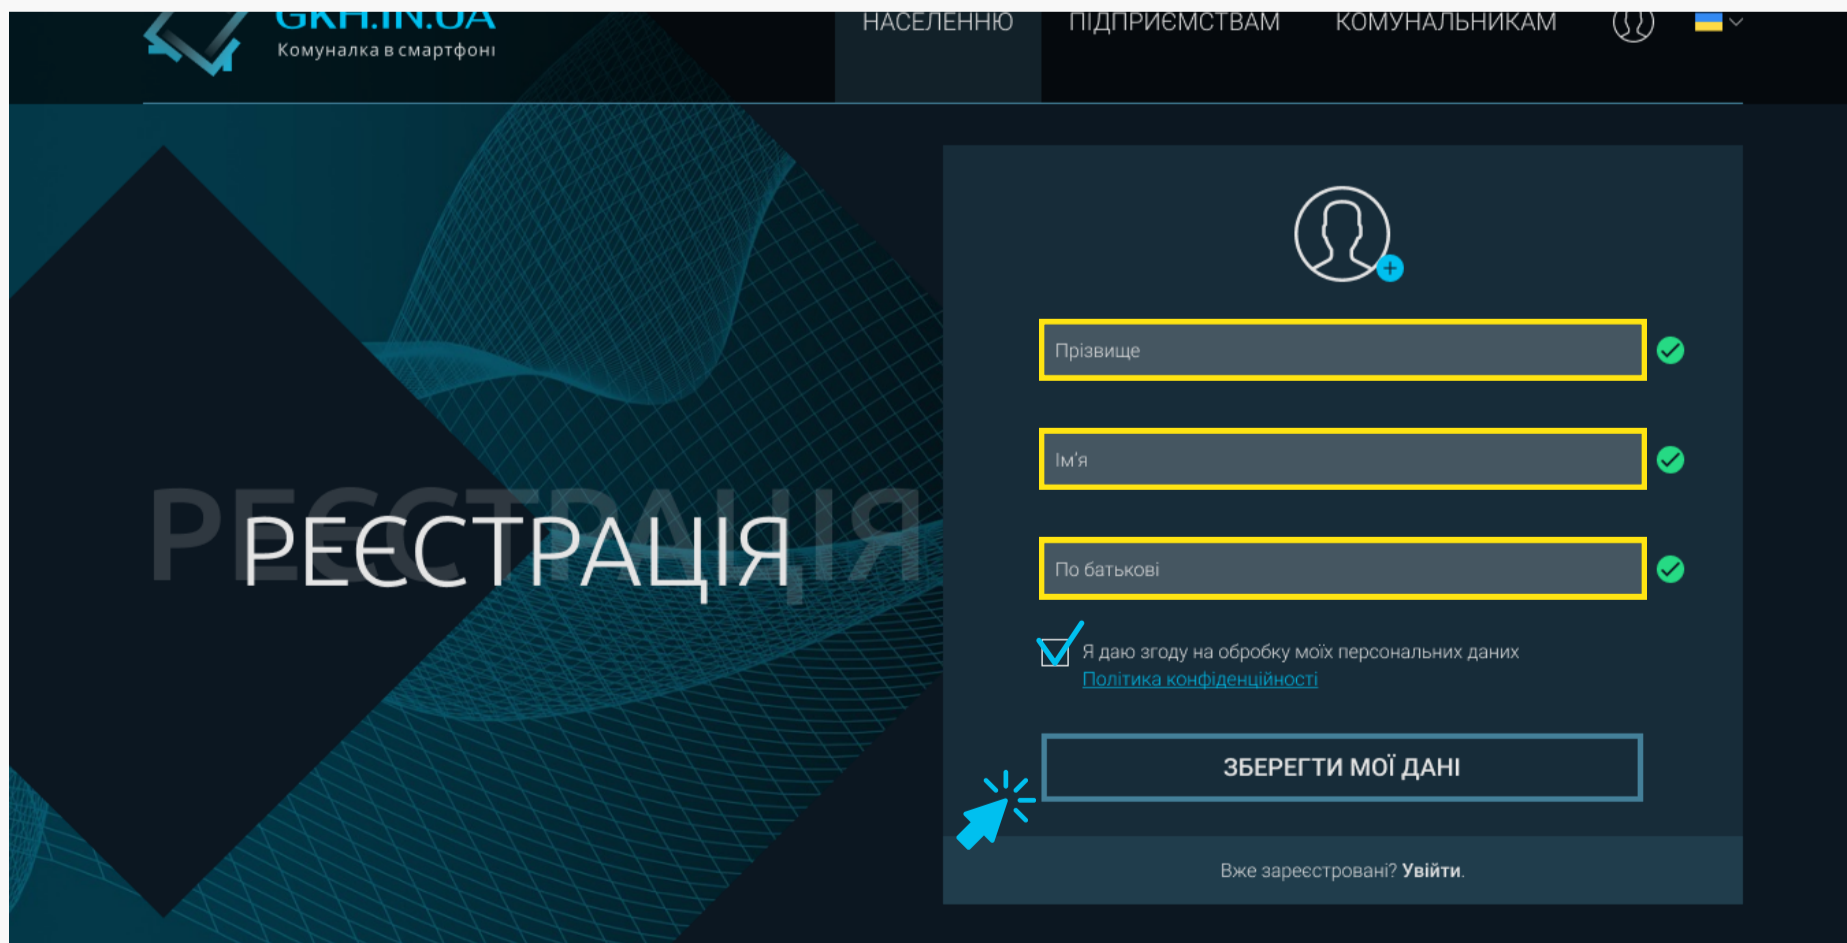 GKH.IN.UA
Комуналка в смартфоні
НАСЕЛЕННЮ
ПІДПРИЄМСТВАМ
КОМУНАЛЬНИКАМ
РЕЄСТРАЦІЯ
РЕЄСТРАЦІЯ
Прізвище
Ім'я
По батькові
Я даю згоду на обробку моїх персональних даних
Політика конфіденційності
ЗБЕРЕГТИ МОЇ ДАНІ
Вже зареєстровані? Увійти.